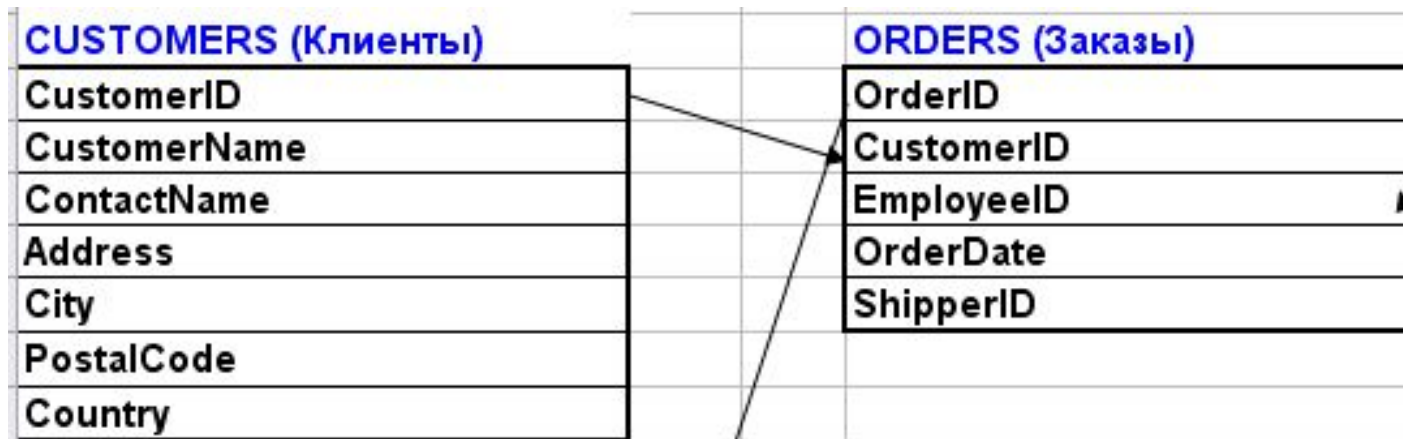 CUSTOMERS (Клиенты)
CustomerID
CustomerName
ContactName
Address
City
PostalCode
Country
ORDERS (Заказы)
OrderID
CustomerID
EmployeeID
OrderDate
ShipperID